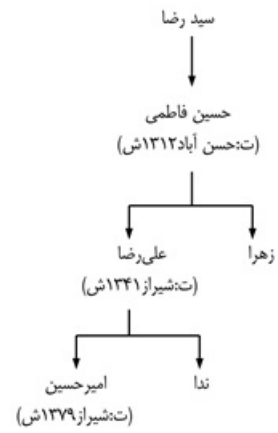 سید رضا
حسین فاطمی
(ت:حسن آباد۱۳۱۲ش)
زهرا
علی‌رضا
(ت:شیراز۱۳۴۱ش)
ندا
امیرحسین
(ت:شیراز۱۳۷۹ش)